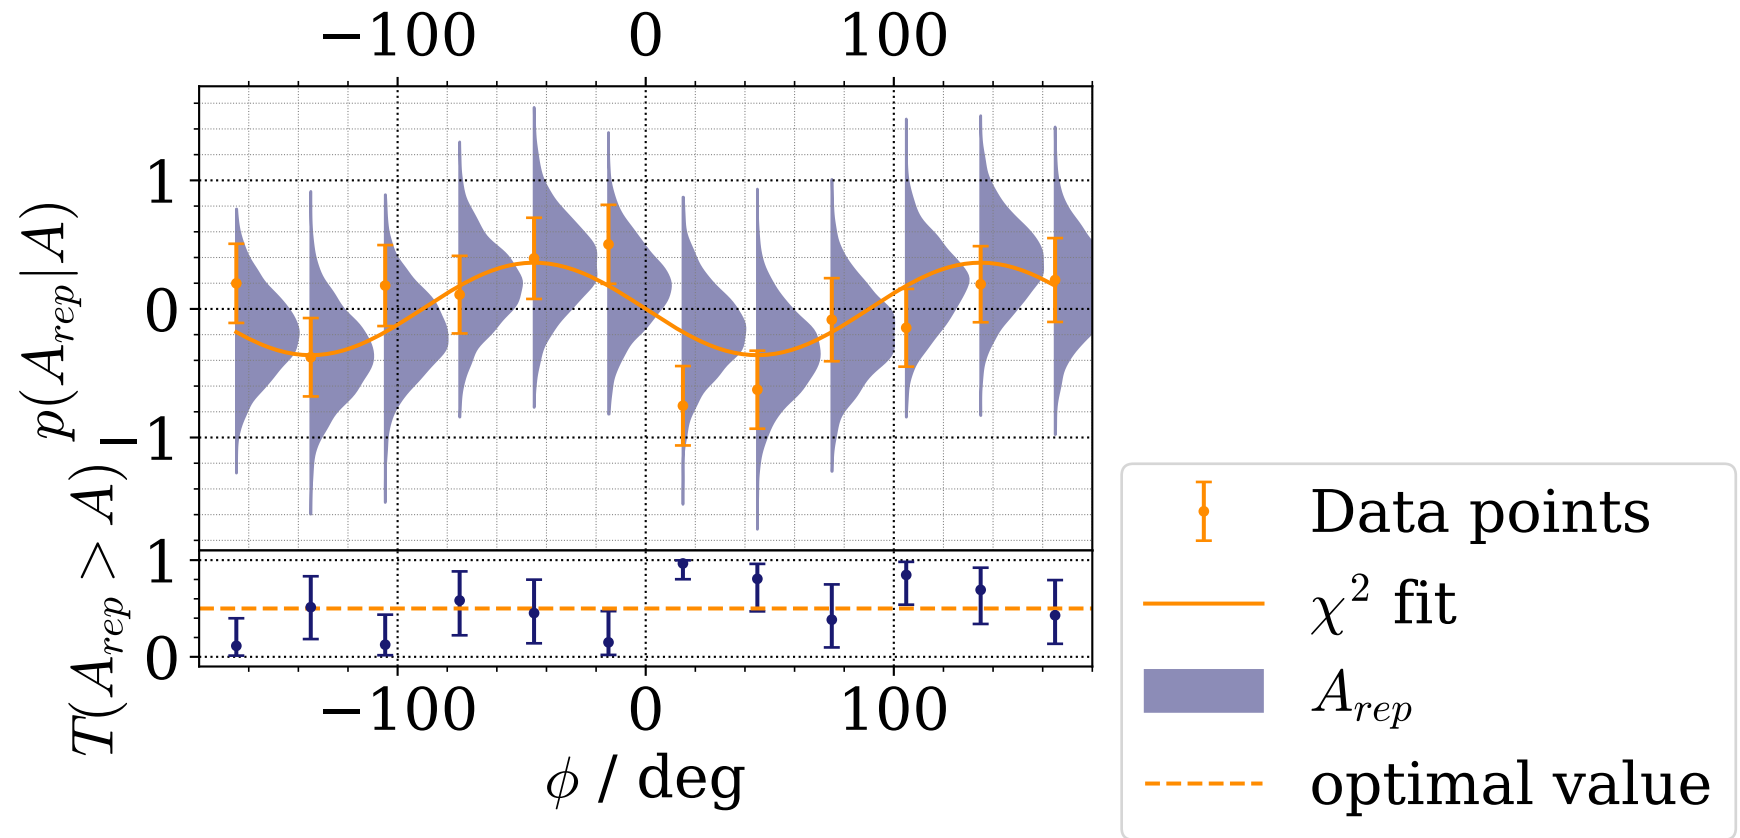 −100 0 100
p(A_{rep}|A)
1
0
−1
T(A_{rep} > A)
1
0
−100 0 100
ϕ / deg
Data points
χ² fit
A_{rep}
optimal value